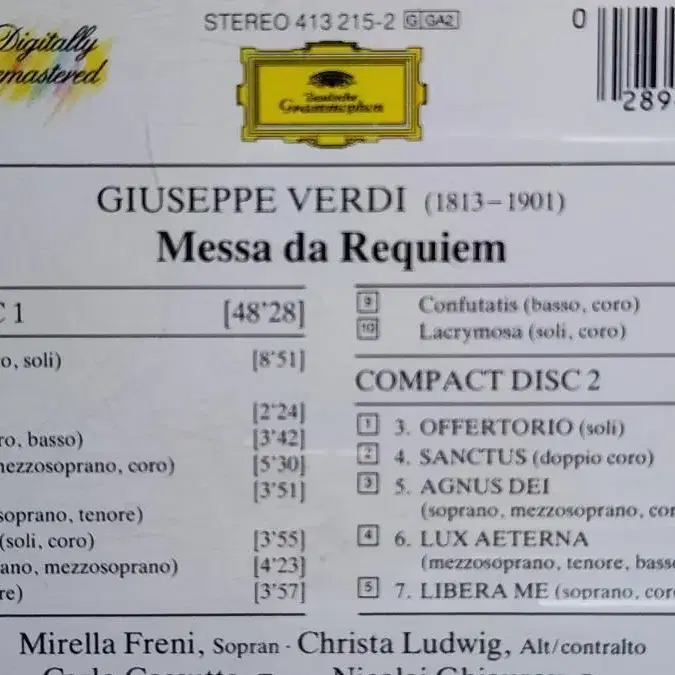 Digitally
emastered
STEREO 413 215-2 G GA2
Deutsche
Grammophon
0
289
GIUSEPPE VERDI (1813–1901)
Messa da Requiem
C 1 [48'28]
o, soli) [8'51]
[2'24]
ro, basso) [3'42]
nezzosoprano, coro) [5'30]
[3'51]
soprano, tenore)
(soli, coro) [3'55]
ano, mezzosoprano) [4'23]
re) [3'57]
9 Confutatis (basso, coro)
10 Lacrymosa (soli, coro)
COMPACT DISC 2
1 3. OFFERTORIO (soli)
2 4. SANCTUS (doppio coro)
3 5. AGNUS DEI
(soprano, mezzosoprano, cor
4 6. LUX AETERNA
(mezzosoprano, tenore, bass
5 7. LIBERA ME (soprano, cor
Mirella Freni, Sopran · Christa Ludwig, Alt/contralto